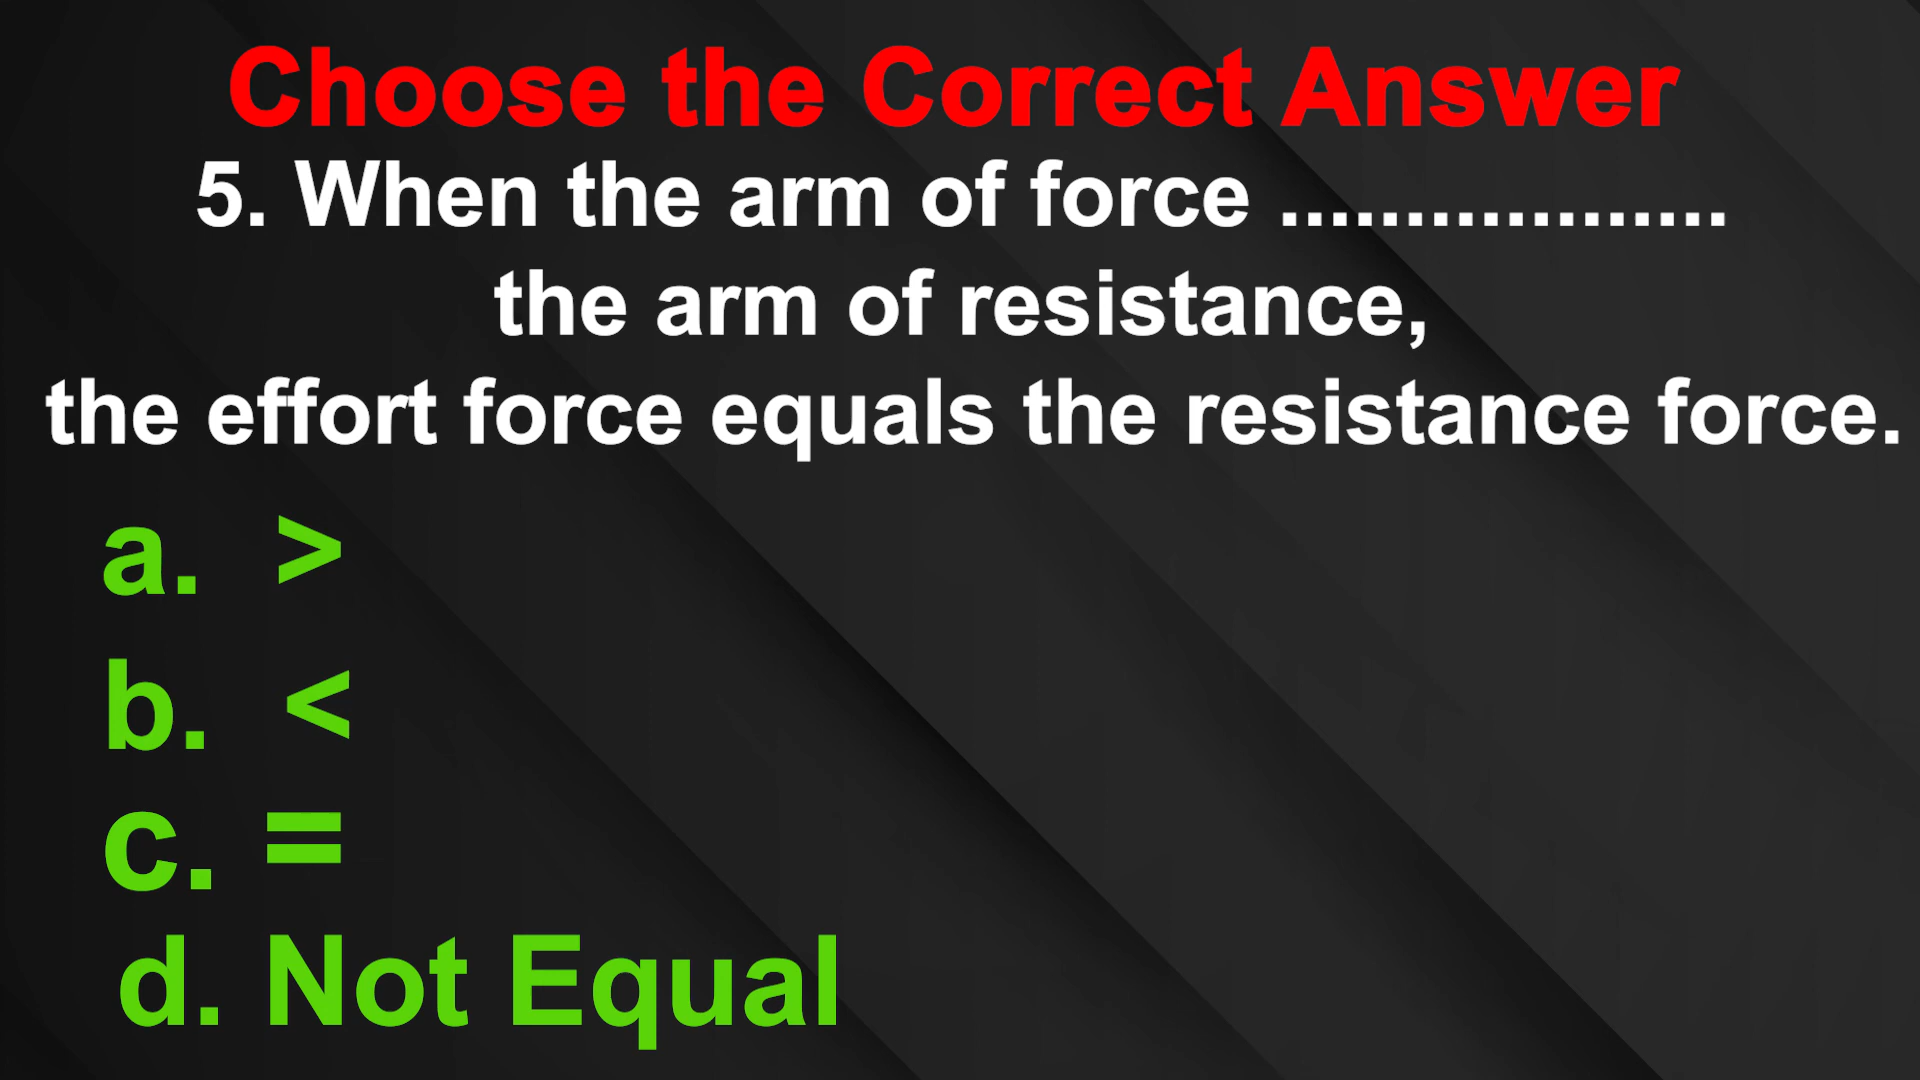 Choose the Correct Answer
5. When the arm of force ..................
the arm of resistance,
the effort force equals the resistance force.
a. >
b. <
c. =
d. Not Equal